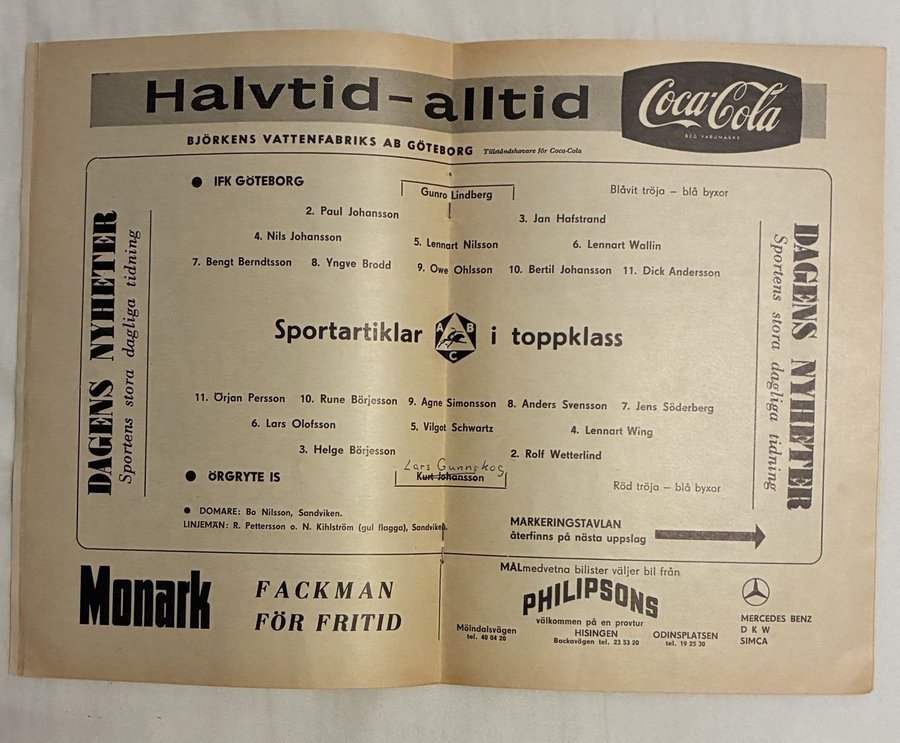 Halvtid - alltid
Coca-Cola
REG. VARUMÄRKE
BJÖRKENS VATTENFABRIKS AB GÖTEBORG Tillståndshavare för Coca-Cola
DAGENS NYHETER
Sportens stora dagliga tidning
● IFK GÖTEBORG
Gunro Lindberg
Blåvit tröja – blå byxor
2. Paul Johansson 3. Jan Hafstrand
4. Nils Johansson 5. Lennart Nilsson 6. Lennart Wallin
7. Bengt Berndtsson 8. Yngve Brodd 9. Owe Ohlsson 10. Bertil Johansson 11. Dick Andersson
Sportartiklar ABC i toppklass
11. Örjan Persson 10. Rune Börjesson 9. Agne Simonsson 8. Anders Svensson 7. Jens Söderberg
6. Lars Olofsson 5. Vilgot Schwartz 4. Lennart Wing
3. Helge Börjesson 2. Rolf Wetterlind
Lars Gunnskog
● ÖRGRYTE IS Kurt Johansson Röd tröja – blå byxor
● DOMARE: Bo Nilsson, Sandviken.
LINJEMÄN: R. Pettersson o. N. Kihlström (gul flagga), Sandviken.
MARKERINGSTAVLAN
återfinns på nästa uppslag
DAGENS NYHETER
Sportens stora dagliga tidning
Monark
FACKMAN
FÖR FRITID
MÅLmedvetna bilister väljer bil från
PHILIPSONS
välkommen på en provtur
Mölndalsvägen
tel. 40 04 20
HISINGEN
Backavägen tel. 23 53 20
ODINSPLATSEN
tel. 19 25 30
MERCEDES BENZ
D K W
SIMCA